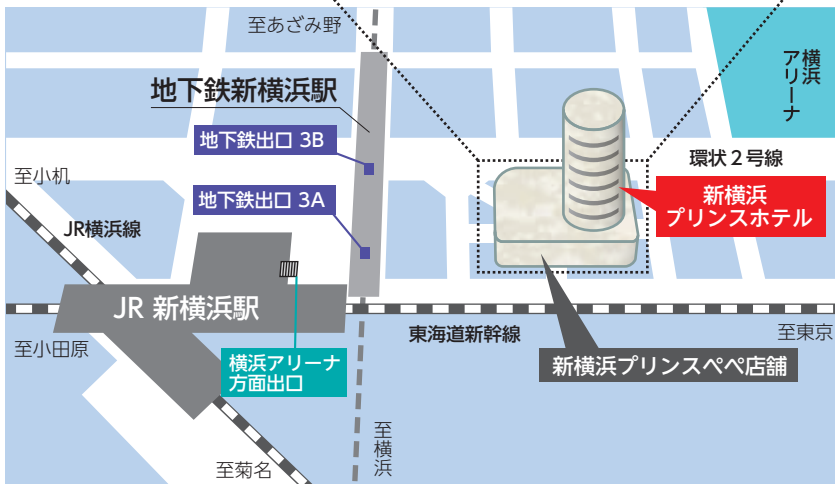 至あざみ野
横浜
アリーナ
地下鉄新横浜駅
地下鉄出口 3B
環状2号線
至小机
新横浜
プリンスホテル
地下鉄出口 3A
JR横浜線
JR 新横浜駅
東海道新幹線
至東京
至小田原
横浜アリーナ
方面出口
新横浜プリンスペペ店舗
至横浜
至菊名